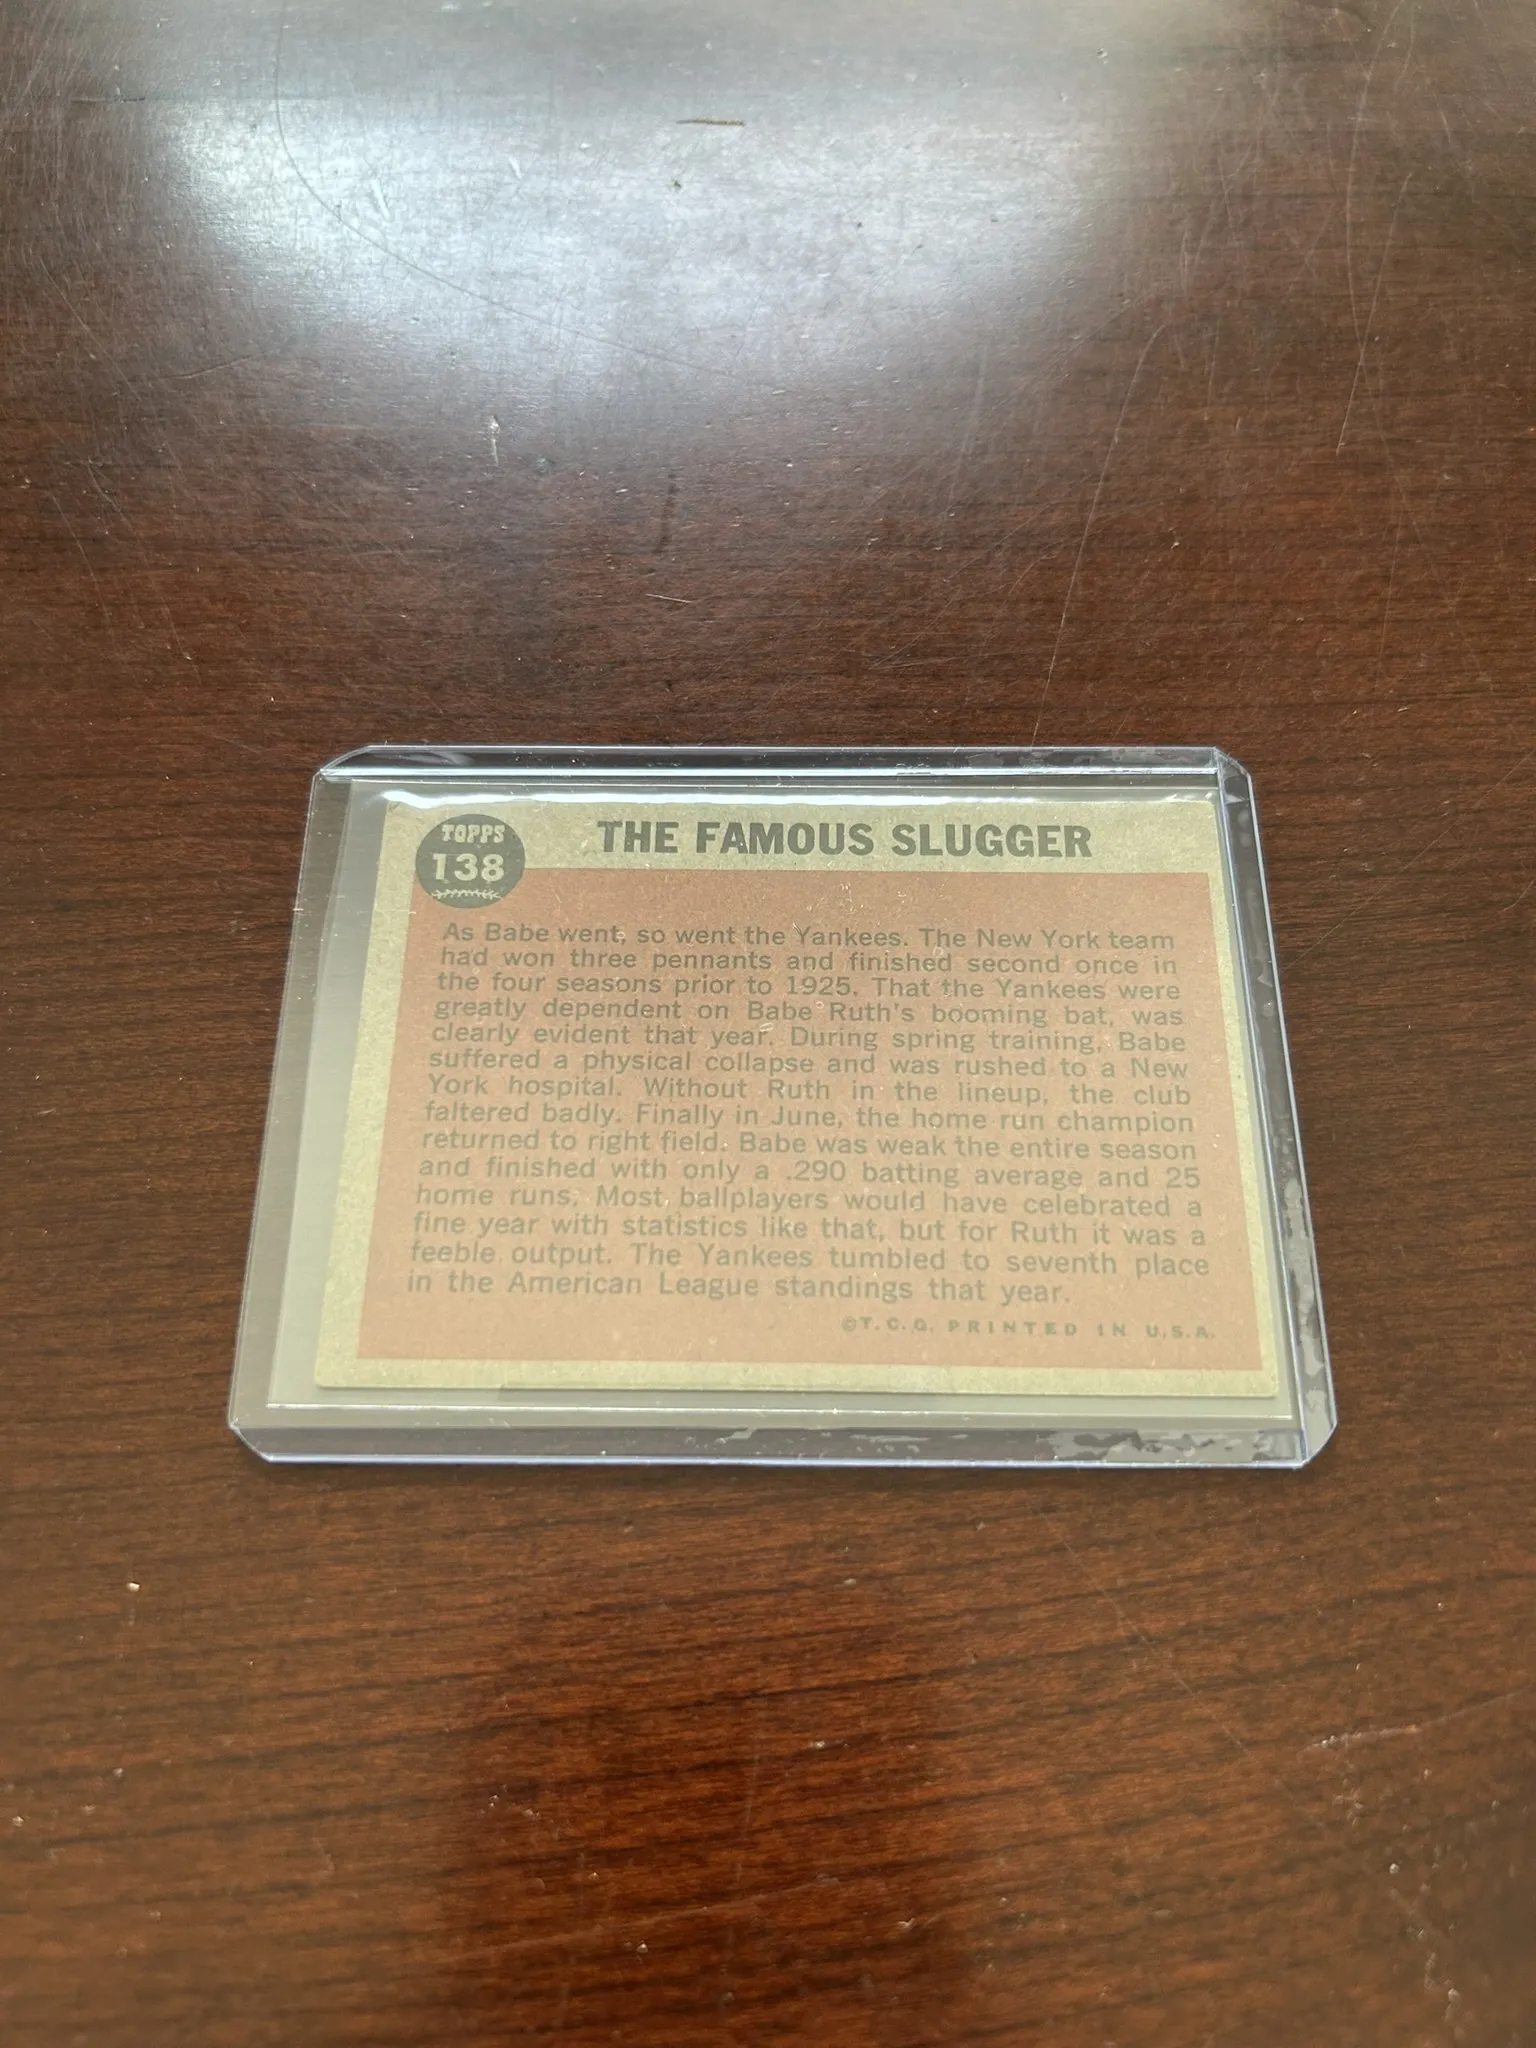 TOPPS
138
THE FAMOUS SLUGGER
As Babe went, so went the Yankees. The New York team
had won three pennants and finished second once in
the four seasons prior to 1925. That the Yankees were
greatly dependent on Babe Ruth's booming bat, was
clearly evident that year. During spring training, Babe
suffered a physical collapse and was rushed to a New
York hospital. Without Ruth in the lineup, the club
faltered badly. Finally in June, the home run champion
returned to right field. Babe was weak the entire season
and finished with only a .290 batting average and 25
home runs. Most ballplayers would have celebrated a
fine year with statistics like that, but for Ruth it was a
feeble output. The Yankees tumbled to seventh place
in the American League standings that year.
©T.C.G. PRINTED IN U.S.A.